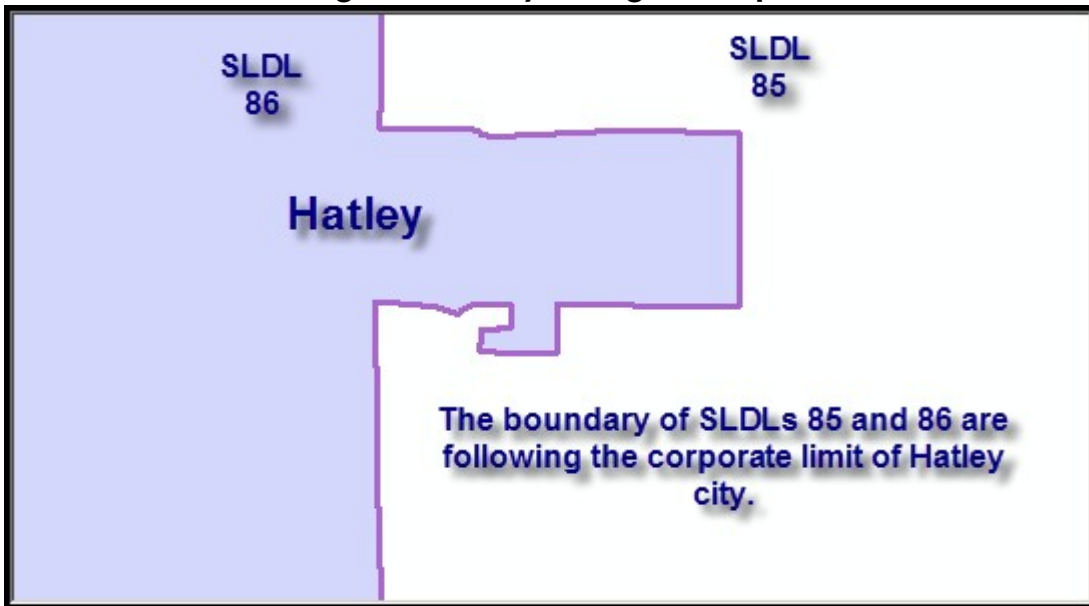 SLDL
86
SLDL
85
Hatley
The boundary of SLDLs 85 and 86 are
following the corporate limit of Hatley
city.